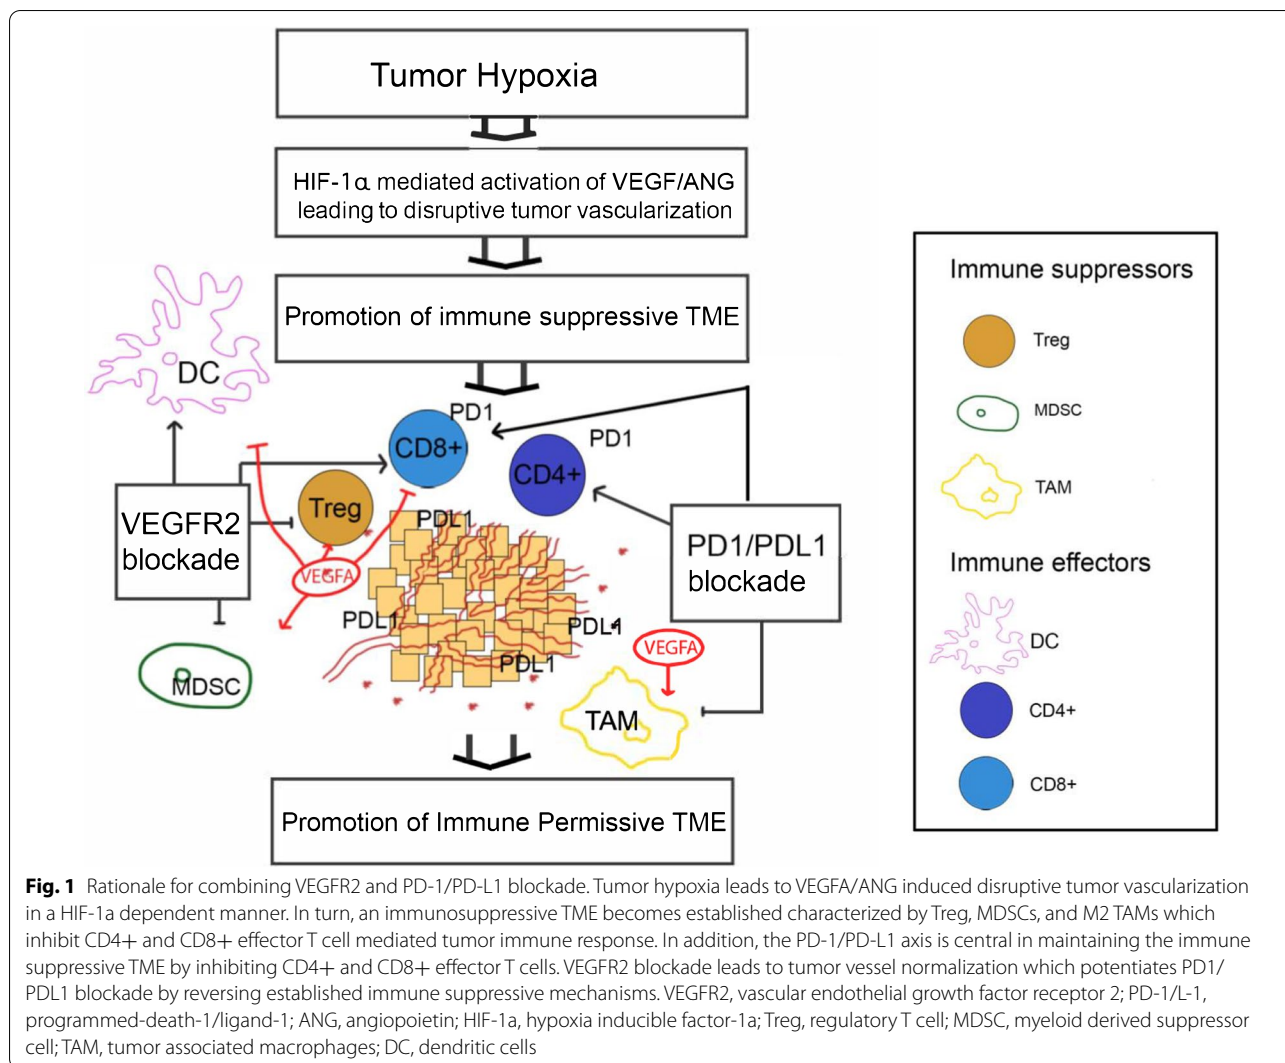 Tumor Hypoxia
HIF-1α mediated activation of VEGF/ANG
leading to disruptive tumor vascularization
Promotion of immune suppressive TME
DC
PD1
CD8+
PD1
CD4+
Treg
VEGFR2
blockade
PDL1
PD1/PDL1
blockade
VEGFA
PDL1
PDL1
VEGFA
PDL1
MDSC
TAM
Promotion of Immune Permissive TME
Immune suppressors
Treg
MDSC
TAM
Immune effectors
DC
CD4+
CD8+
Fig. 1 Rationale for combining VEGFR2 and PD-1/PD-L1 blockade. Tumor hypoxia leads to VEGFA/ANG induced disruptive tumor vascularization
in a HIF-1a dependent manner. In turn, an immunosuppressive TME becomes established characterized by Treg, MDSCs, and M2 TAMs which
inhibit CD4+ and CD8+ effector T cell mediated tumor immune response. In addition, the PD-1/PD-L1 axis is central in maintaining the immune
suppressive TME by inhibiting CD4+ and CD8+ effector T cells. VEGFR2 blockade leads to tumor vessel normalization which potentiates PD1/
PDL1 blockade by reversing established immune suppressive mechanisms. VEGFR2, vascular endothelial growth factor receptor 2; PD-1/L-1,
programmed-death-1/ligand-1; ANG, angiopoietin; HIF-1a, hypoxia inducible factor-1a; Treg, regulatory T cell; MDSC, myeloid derived suppressor
cell; TAM, tumor associated macrophages; DC, dendritic cells